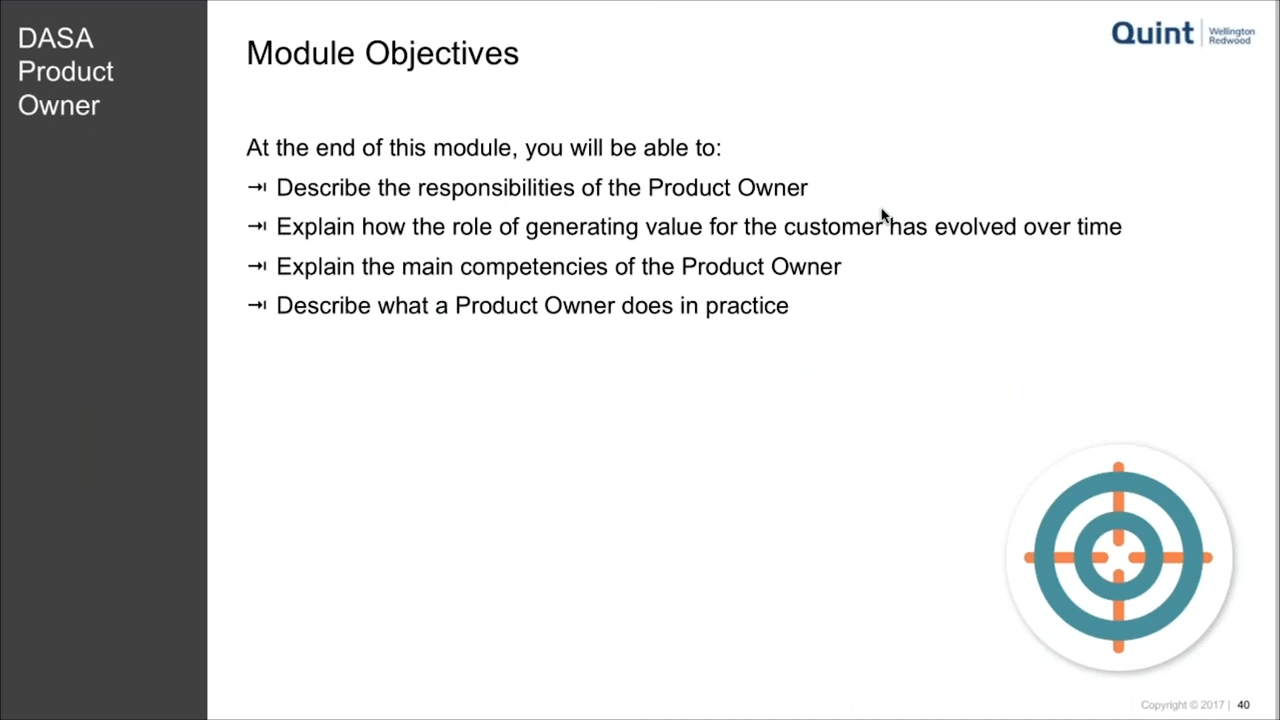 DASA
Product
Owner
Module Objectives
Quint
Wellington
Redwood
At the end of this module, you will be able to:
⇥ Describe the responsibilities of the Product Owner
⇥ Explain how the role of generating value for the customer has evolved over time
⇥ Explain the main competencies of the Product Owner
⇥ Describe what a Product Owner does in practice
Copyright © 2017 | 40